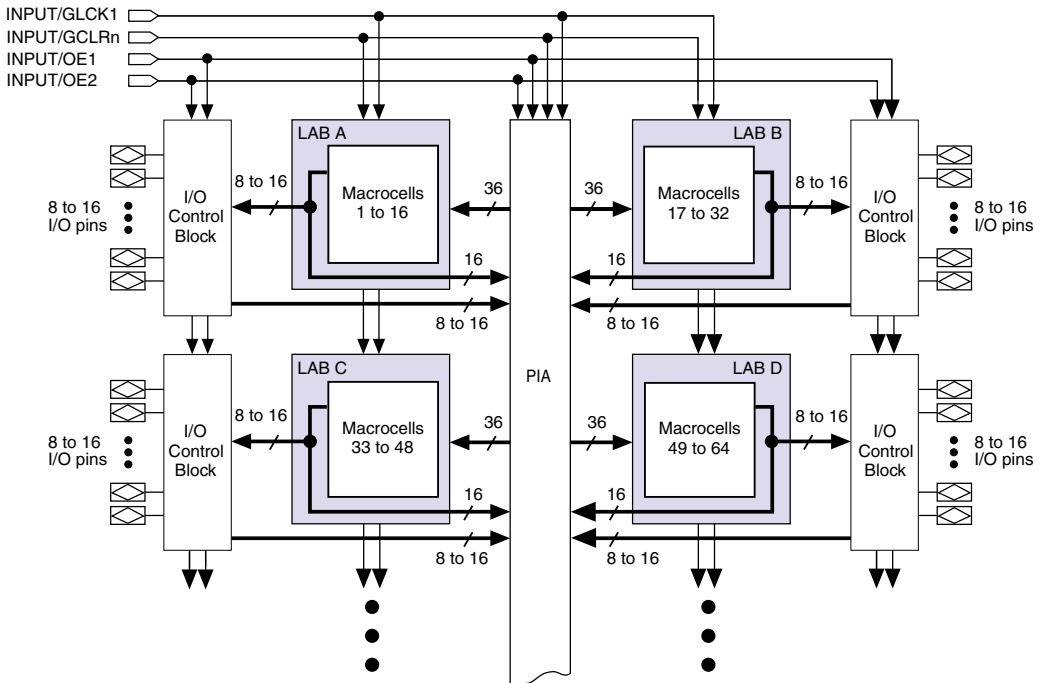 INPUT/GLCK1
INPUT/GCLRn
INPUT/OE1
INPUT/OE2
LAB A
LAB B
8 to 16
I/O pins
I/O
Control
Block
8 to 16
Macrocells
1 to 16
36
36
Macrocells
17 to 32
8 to 16
I/O
Control
Block
8 to 16
I/O pins
16
16
8 to 16
8 to 16
PIA
LAB C
LAB D
8 to 16
I/O pins
I/O
Control
Block
8 to 16
Macrocells
33 to 48
36
36
Macrocells
49 to 64
8 to 16
I/O
Control
Block
8 to 16
I/O pins
16
16
8 to 16
8 to 16